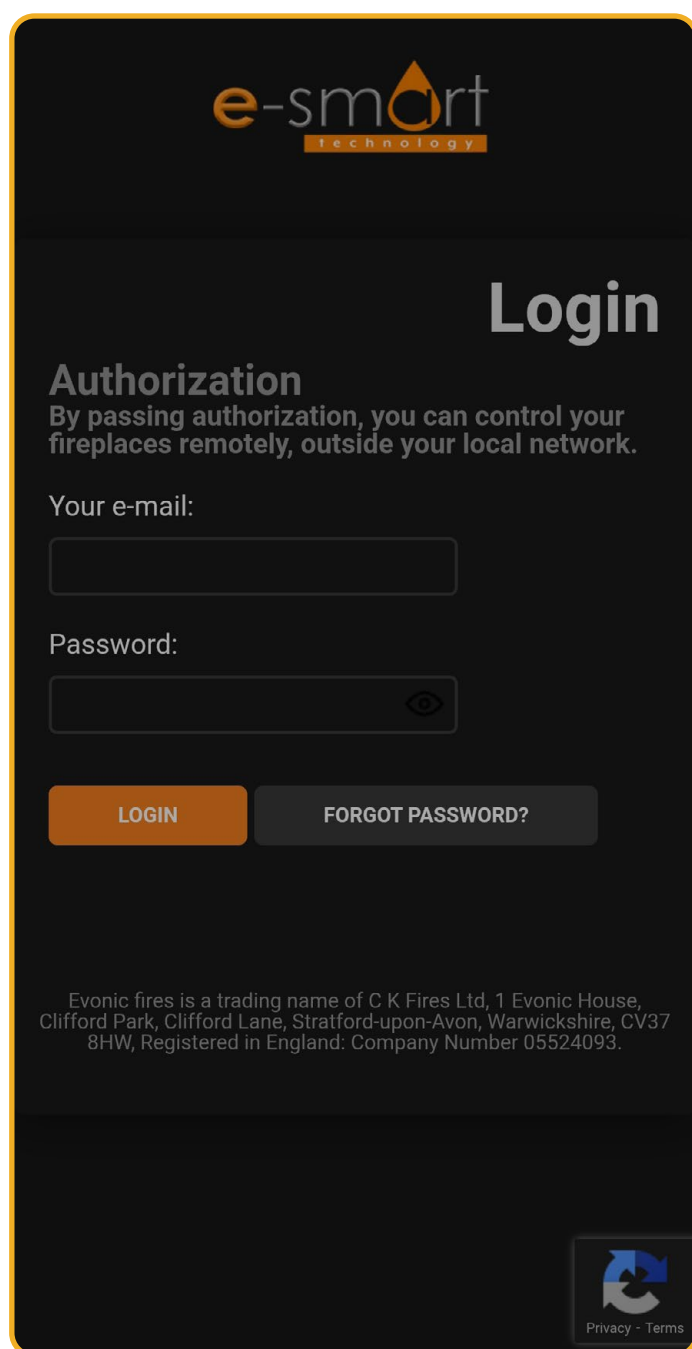 e-smart
technology
Login
Authorization
By passing authorization, you can control your
fireplaces remotely, outside your local network.
Your e-mail:
Password:
LOGIN
FORGOT PASSWORD?
Evonic fires is a trading name of C K Fires Ltd, 1 Evonic House,
Clifford Park, Clifford Lane, Stratford-upon-Avon, Warwickshire, CV37
8HW, Registered in England: Company Number 05524093.
Privacy - Terms